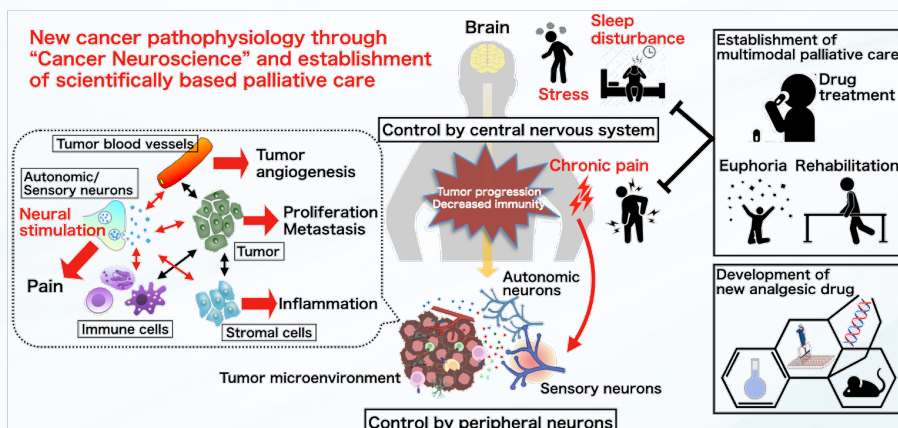 New cancer pathophysiology through
“Cancer Neuroscience” and establishment
of scientifically based palliative care
Brain
Sleep
disturbance
Stress
Control by central nervous system
Chronic pain
Tumor progression
Decreased immunity
Tumor blood vessels
Autonomic/
Sensory neurons
Neural
stimulation
Pain
Immune cells
Tumor
angiogenesis
Proliferation
Metastasis
Tumor
Inflammation
Stromal cells
Autonomic
neurons
Tumor microenvironment
Sensory neurons
Control by peripheral neurons
Establishment of
multimodal palliative care
Drug
treatment
Euphoria
Rehabilitation
Development of
new analgesic drug